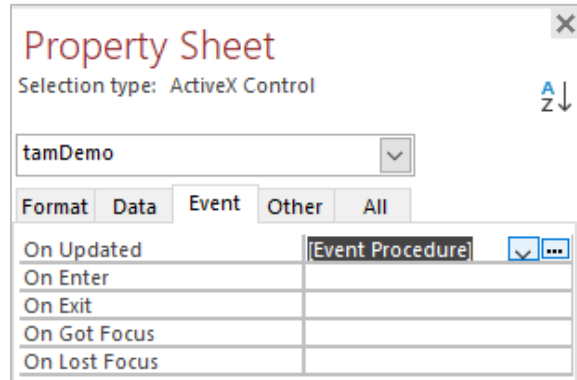 Property Sheet
Selection type: ActiveX Control
A
Z
tamDemo
Format Data Event Other All
On Updated [Event Procedure] ...
On Enter
On Exit
On Got Focus
On Lost Focus